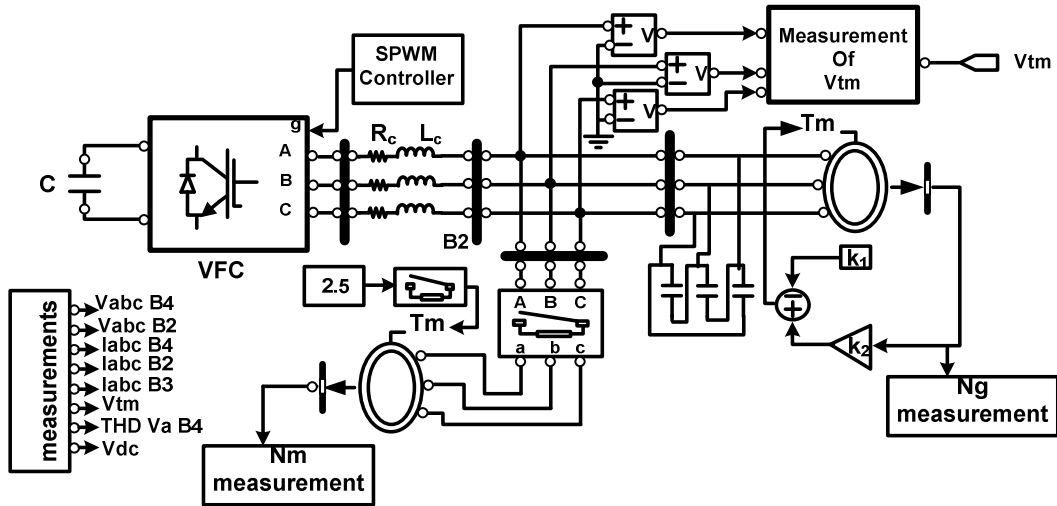 SPWM
Controller
+
−
V
+
−
V
+
−
V
Measurement
Of
Vtm
Vtm
g
A
B
C
Rc
Lc
C
VFC
B2
Tm
2.5
A B C
a b c
Tm
k1
−
+
k2
Ng
measurement
Nm
measurement
measurements
Vabc B4
Vabc B2
Iabc B4
Iabc B2
Iabc B3
Vtm
THD Va B4
Vdc